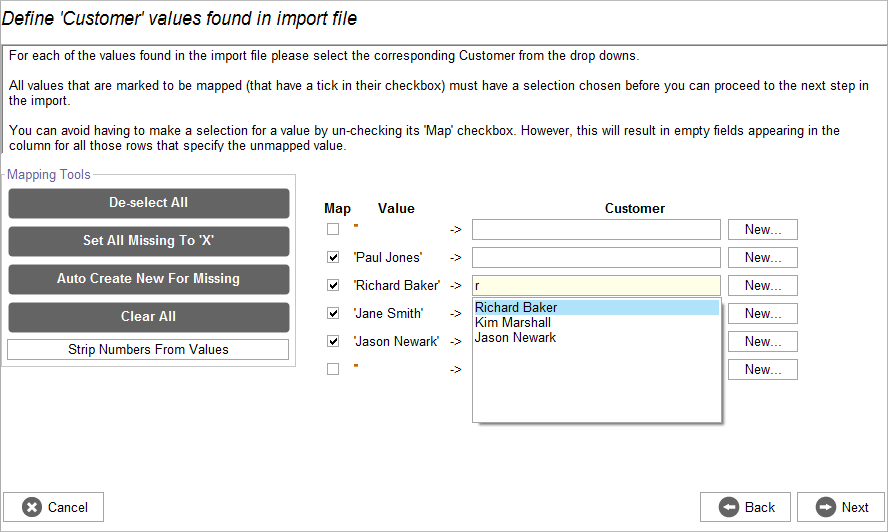 Define 'Customer' values found in import file
For each of the values found in the import file please select the corresponding Customer from the drop downs.
All values that are marked to be mapped (that have a tick in their checkbox) must have a selection chosen before you can proceed to the next step in
the import.
You can avoid having to make a selection for a value by un-checking its 'Map' checkbox. However, this will result in empty fields appearing in the
column for all those rows that specify the unmapped value.
Mapping Tools
De-select All
Set All Missing To 'X'
Auto Create New For Missing
Clear All
Strip Numbers From Values
Map Value Customer
'' -> New...
'Paul Jones' -> New...
'Richard Baker' -> r New...
'Jane Smith' -> New...
'Jason Newark' -> New...
'' -> New...
Richard Baker
Kim Marshall
Jason Newark
Cancel
Back
Next